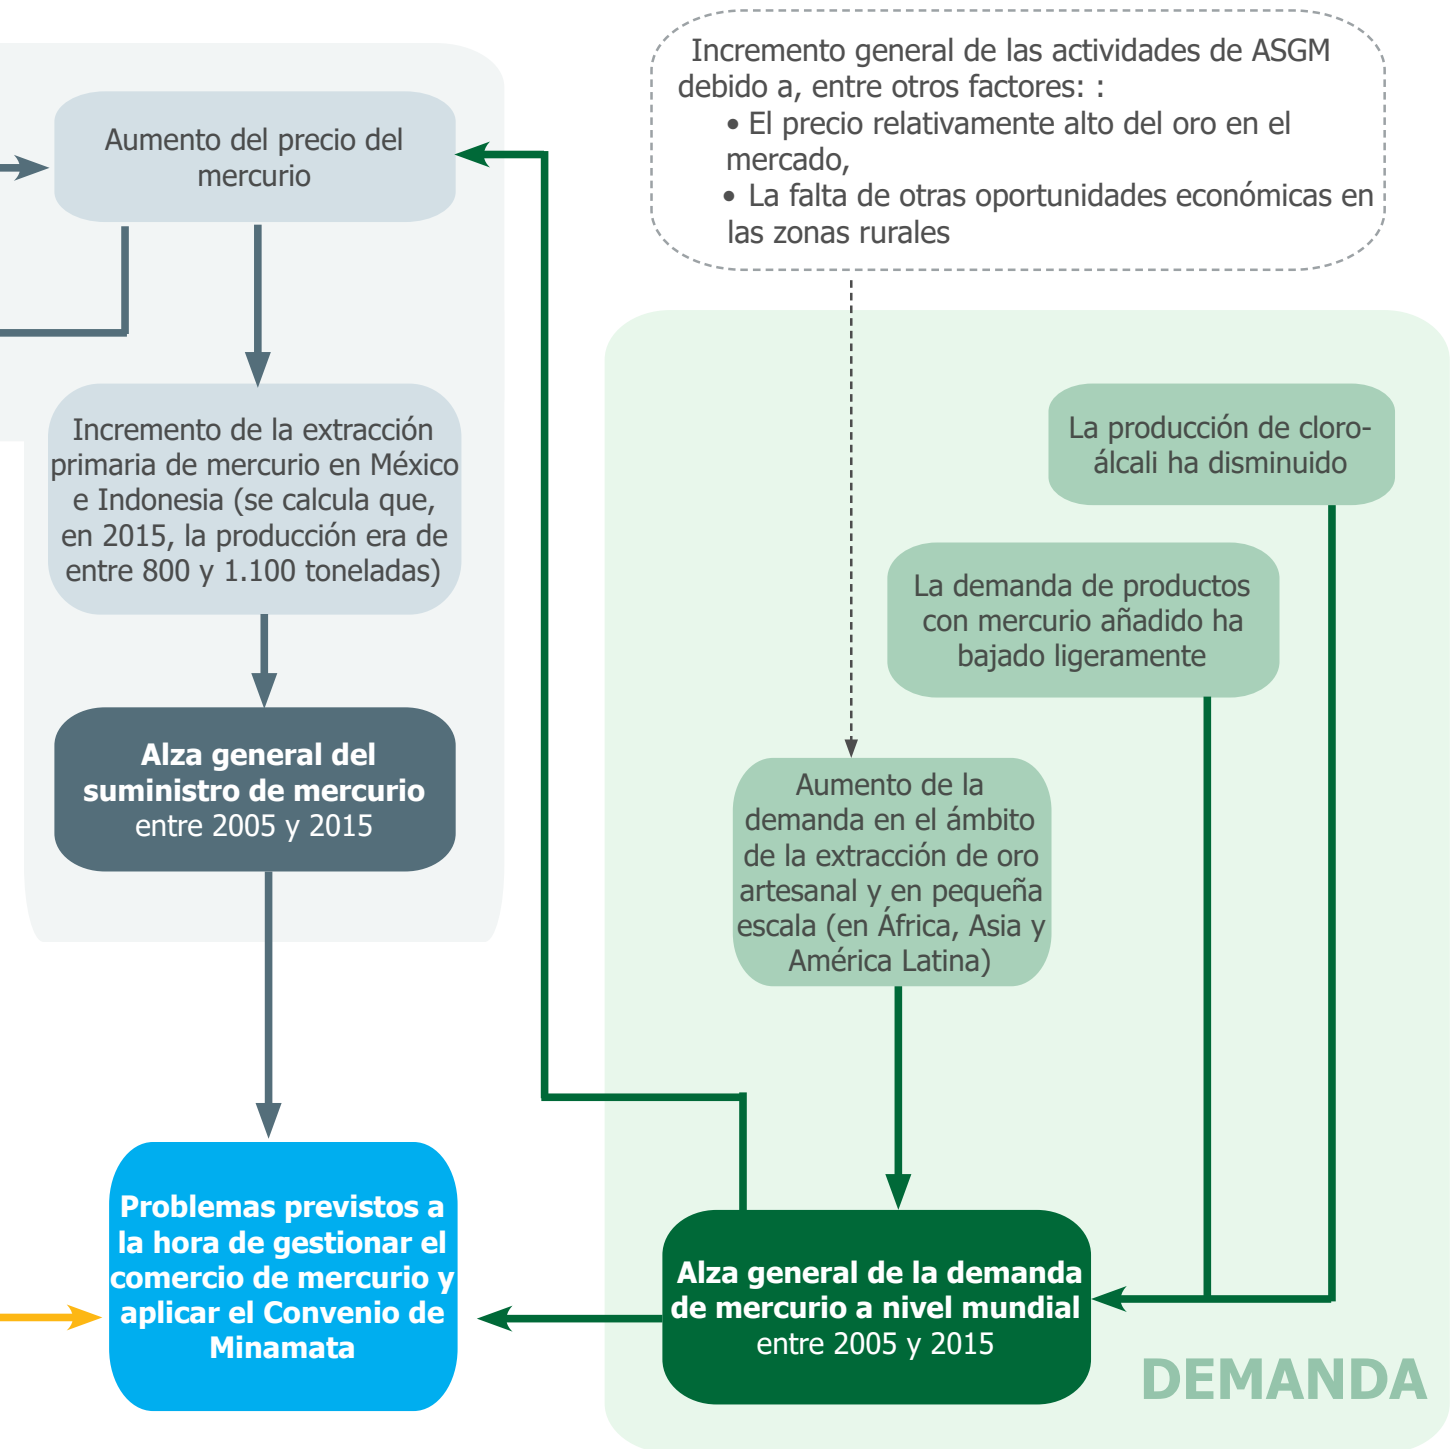 Incremento general de las actividades de ASGM
debido a, entre otros factores: :
• El precio relativamente alto del oro en el
mercado,
• La falta de otras oportunidades económicas en
las zonas rurales
Aumento del precio del
mercurio
Incremento de la extracción
primaria de mercurio en México
e Indonesia (se calcula que,
en 2015, la producción era de
entre 800 y 1.100 toneladas)
Alza general del
suministro de mercurio
entre 2005 y 2015
Problemas previstos a
la hora de gestionar el
comercio de mercurio y
aplicar el Convenio de
Minamata
La producción de cloro-
álcali ha disminuido
La demanda de productos
con mercurio añadido ha
bajado ligeramente
Aumento de la
demanda en el ámbito
de la extracción de oro
artesanal y en pequeña
escala (en África, Asia y
América Latina)
Alza general de la demanda
de mercurio a nivel mundial
entre 2005 y 2015
DEMANDA